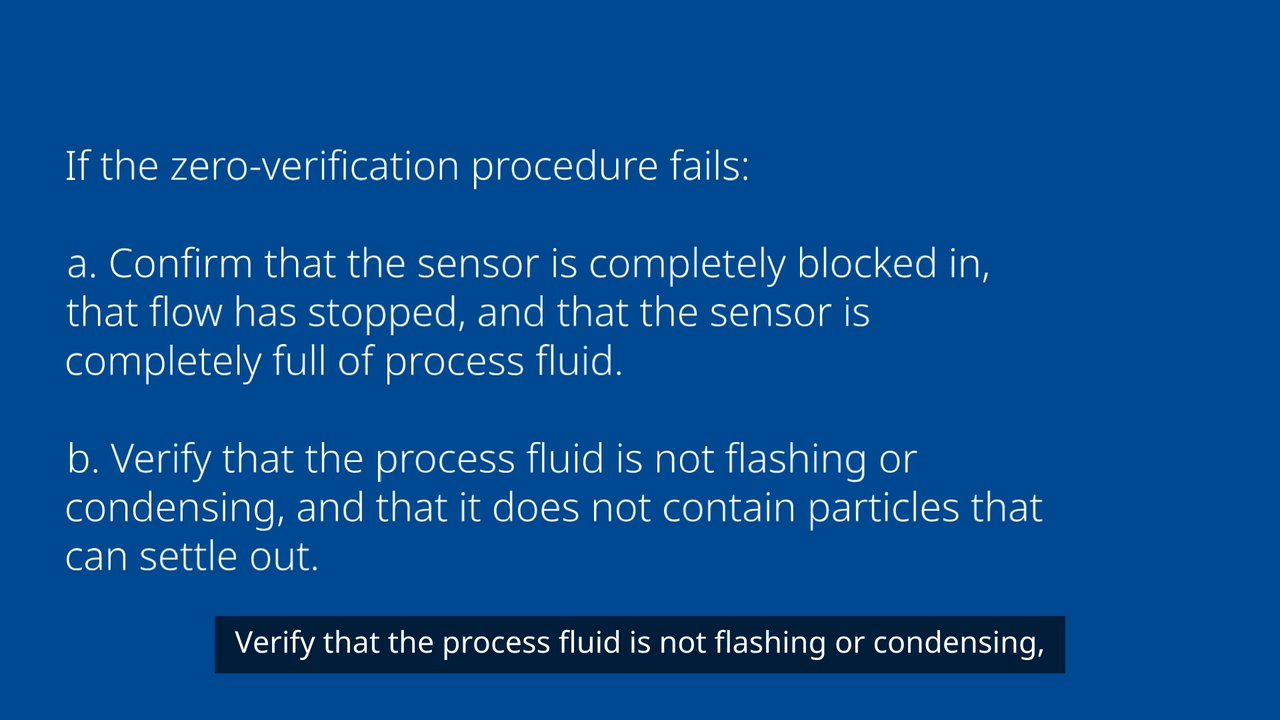 If the zero-verification procedure fails:
a. Confirm that the sensor is completely blocked in,
that flow has stopped, and that the sensor is
completely full of process fluid.
b. Verify that the process fluid is not flashing or
condensing, and that it does not contain particles that
can settle out.
Verify that the process fluid is not flashing or condensing,